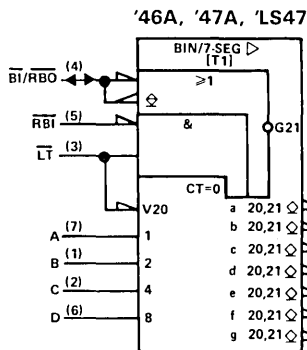 '46A, '47A, 'LS47
BIN/7-SEG ▷
[T1]
BI/RBO (4)
≥1
RBI (5)
&
G21
LT (3)
CT=0
V20
a 20,21
b 20,21
c 20,21
d 20,21
e 20,21
f 20,21
g 20,21
A (7) 1
B (1) 2
C (2) 4
D (6) 8